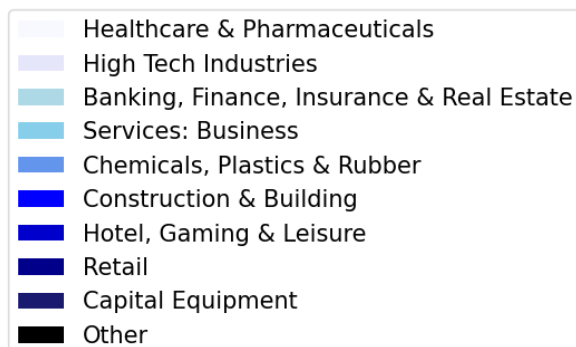 Healthcare & Pharmaceuticals
High Tech Industries
Banking, Finance, Insurance & Real Estate
Services: Business
Chemicals, Plastics & Rubber
Construction & Building
Hotel, Gaming & Leisure
Retail
Capital Equipment
Other